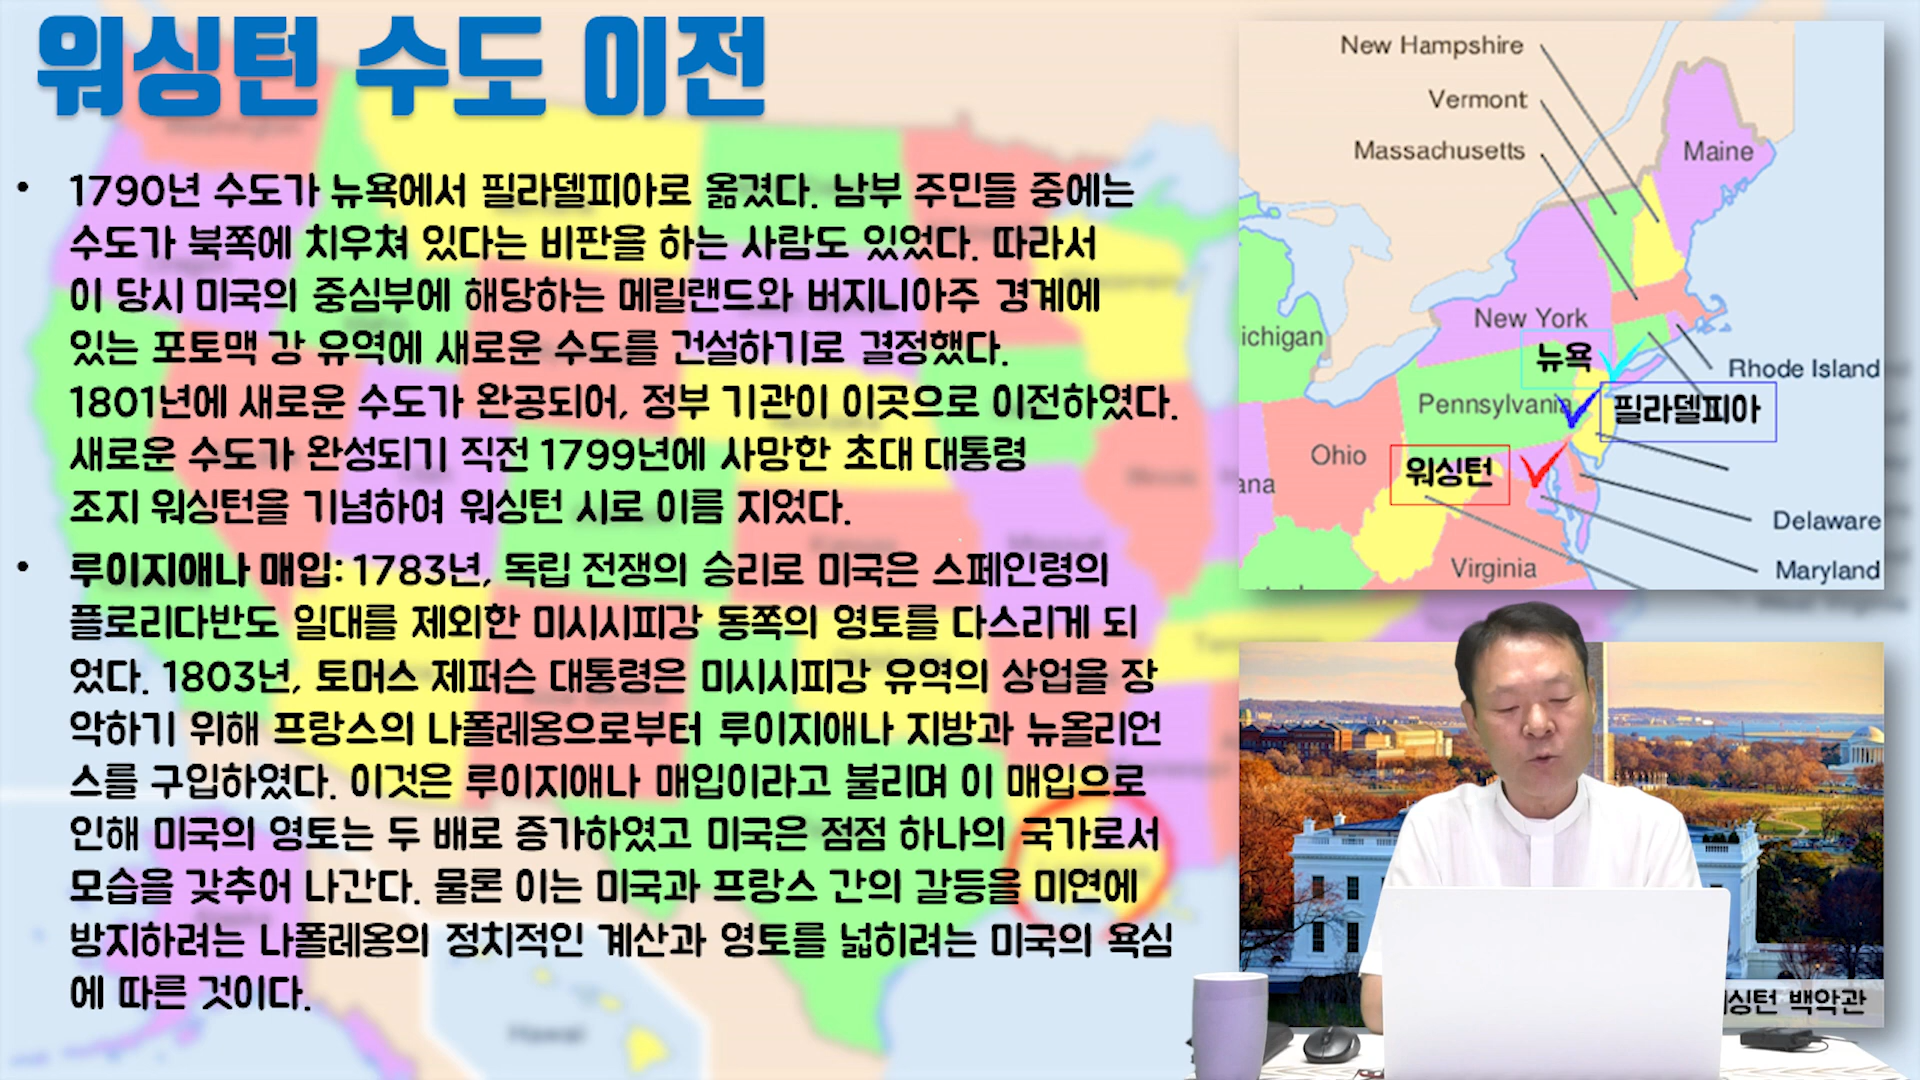 워싱턴 수도 이전
• 1790년 수도가 뉴욕에서 필라델피아로 옮겼다. 남부 주민들 중에는
수도가 북쪽에 치우쳐 있다는 비판을 하는 사람도 있었다. 따라서
이 당시 미국의 중심부에 해당하는 메릴랜드와 버지니아주 경계에
있는 포토맥 강 유역에 새로운 수도를 건설하기로 결정했다.
1801년에 새로운 수도가 완공되어, 정부 기관이 이곳으로 이전하였다.
새로운 수도가 완성되기 직전 1799년에 사망한 초대 대통령
조지 워싱턴을 기념하여 워싱턴 시로 이름 지었다.
• 루이지애나 매입: 1783년, 독립 전쟁의 승리로 미국은 스페인령의
플로리다반도 일대를 제외한 미시시피강 동쪽의 영토를 다스리게 되
었다. 1803년, 토머스 제퍼슨 대통령은 미시시피강 유역의 상업을 장
악하기 위해 프랑스의 나폴레옹으로부터 루이지애나 지방과 뉴올리언
스를 구입하였다. 이것은 루이지애나 매입이라고 불리며 이 매입으로
인해 미국의 영토는 두 배로 증가하였고 미국은 점점 하나의 국가로서
모습을 갖추어 나간다. 물론 이는 미국과 프랑스 간의 갈등을 미연에
방지하려는 나폴레옹의 정치적인 계산과 영토를 넓히려는 미국의 욕심
에 따른 것이다.
New Hampshire
Vermont
Massachusetts
Maine
New York
ichigan
뉴욕
Rhode Island
Pennsylvania
필라델피아
Ohio
워싱턴
ana
Delaware
Virginia
Maryland
싱턴 백악관